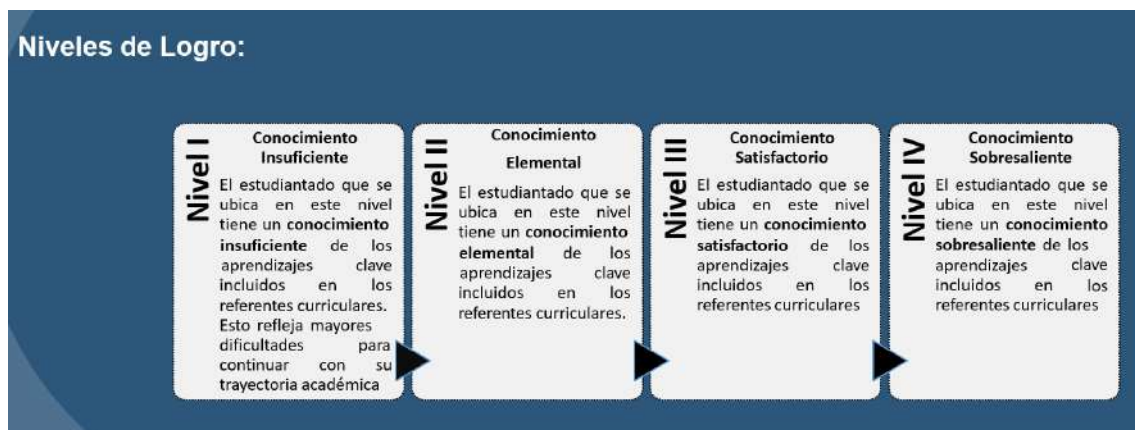 Niveles de Logro:
Nivel I
Conocimiento
Insuficiente
El estudiantado que se
ubica en este nivel
tiene un conocimiento
insuficiente de los
aprendizajes clave
incluidos en los
referentes curriculares.
Esto refleja mayores
dificultades para
continuar con su
trayectoria académica
Nivel II
Conocimiento
Elemental
El estudiantado que se
ubica en este nivel
tiene un conocimiento
elemental de los
aprendizajes clave
incluidos en los
referentes curriculares.
Nivel III
Conocimiento
Satisfactorio
El estudiantado que se
ubica en este nivel
tiene un conocimiento
satisfactorio de los
aprendizajes clave
incluidos en los
referentes curriculares
Nivel IV
Conocimiento
Sobresaliente
El estudiantado que se
ubica en este nivel
tiene un conocimiento
sobresaliente de los
aprendizajes clave
incluidos en los
referentes curriculares